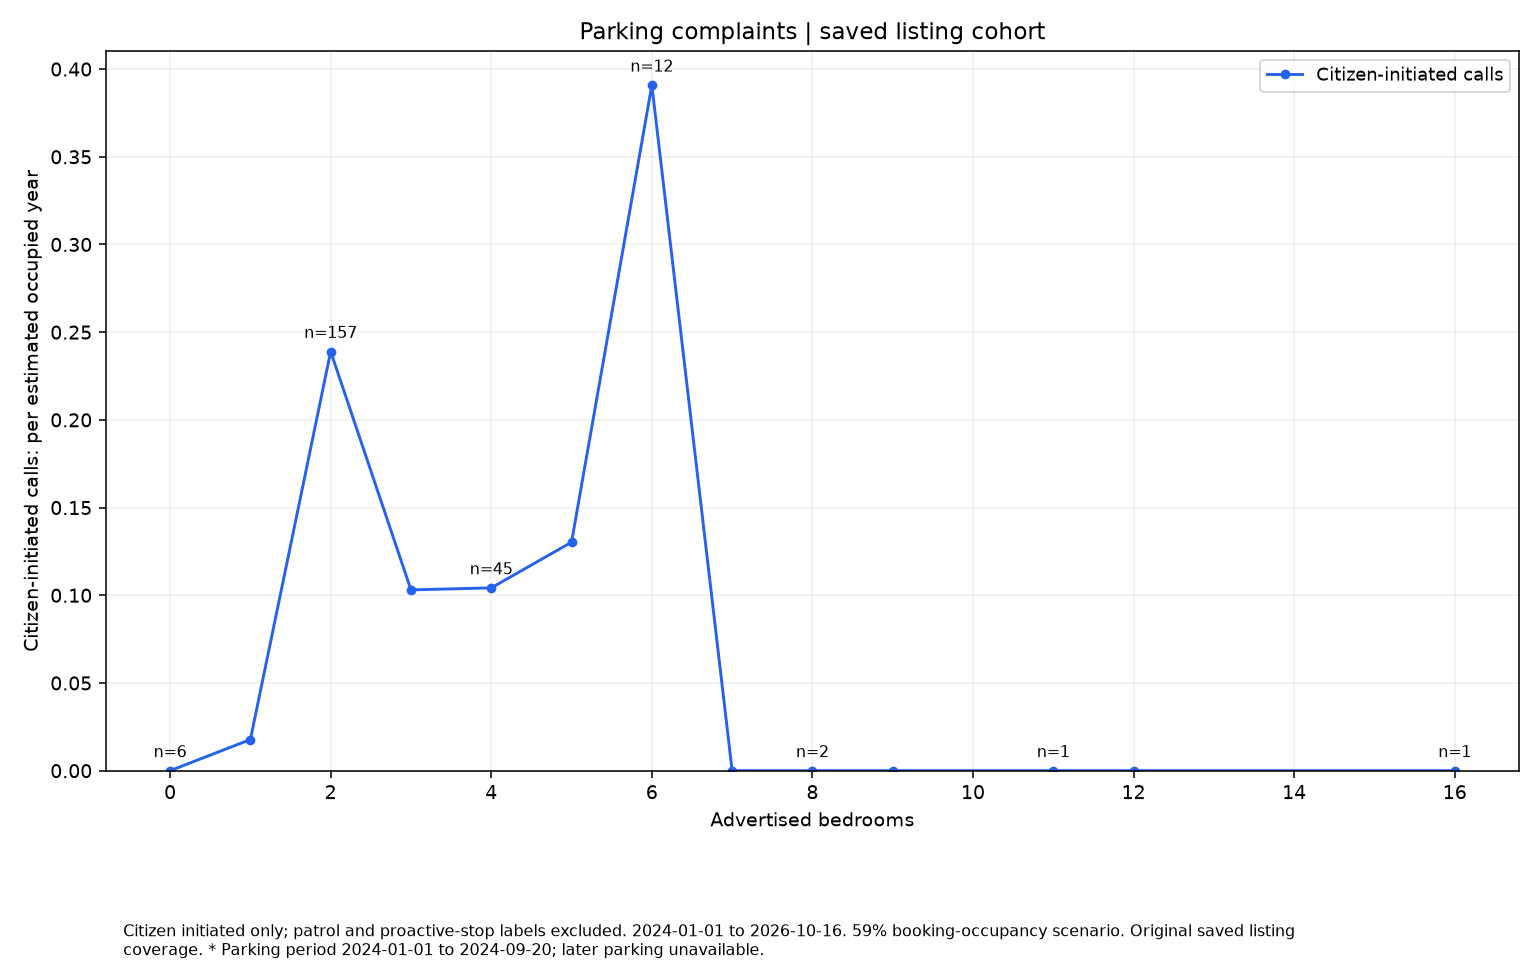 Parking complaints | saved listing cohort
Citizen-initiated calls
Citizen-initiated calls: per estimated occupied year
0.40
0.35
0.30
0.25
0.20
0.15
0.10
0.05
0.00
n=6
n=157
n=45
n=12
n=2
n=1
n=1
0 2 4 6 8 10 12 14 16
Advertised bedrooms
Citizen initiated only; patrol and proactive-stop labels excluded. 2024-01-01 to 2026-10-16. 59% booking-occupancy scenario. Original saved listing
coverage. * Parking period 2024-01-01 to 2024-09-20; later parking unavailable.